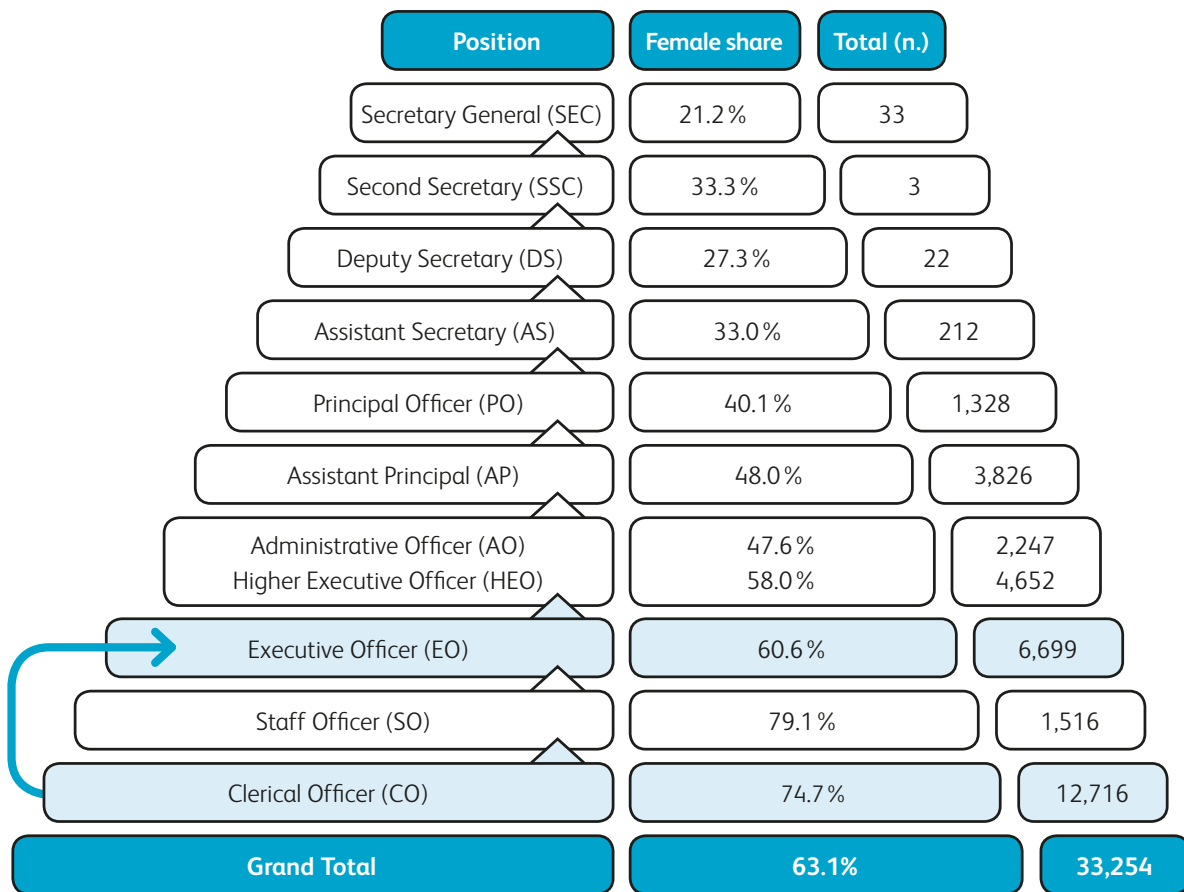 Position Female share Total (n.)
Secretary General (SEC) 21.2 % 33
Second Secretary (SSC) 33.3 % 3
Deputy Secretary (DS) 27.3 % 22
Assistant Secretary (AS) 33.0 % 212
Principal Officer (PO) 40.1 % 1,328
Assistant Principal (AP) 48.0 % 3,826
Administrative Officer (AO) 47.6 % 2,247
Higher Executive Officer (HEO) 58.0 % 4,652
Executive Officer (EO) 60.6 % 6,699
Staff Officer (SO) 79.1 % 1,516
Clerical Officer (CO) 74.7 % 12,716
Grand Total 63.1% 33,254